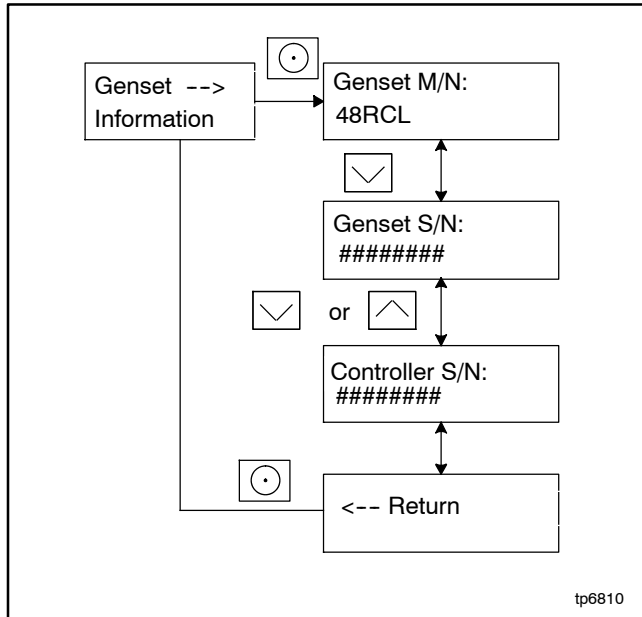 Genset -->
Information
Genset M/N:
48RCL
Genset S/N:
########
or
Controller S/N:
########
<-- Return
tp6810